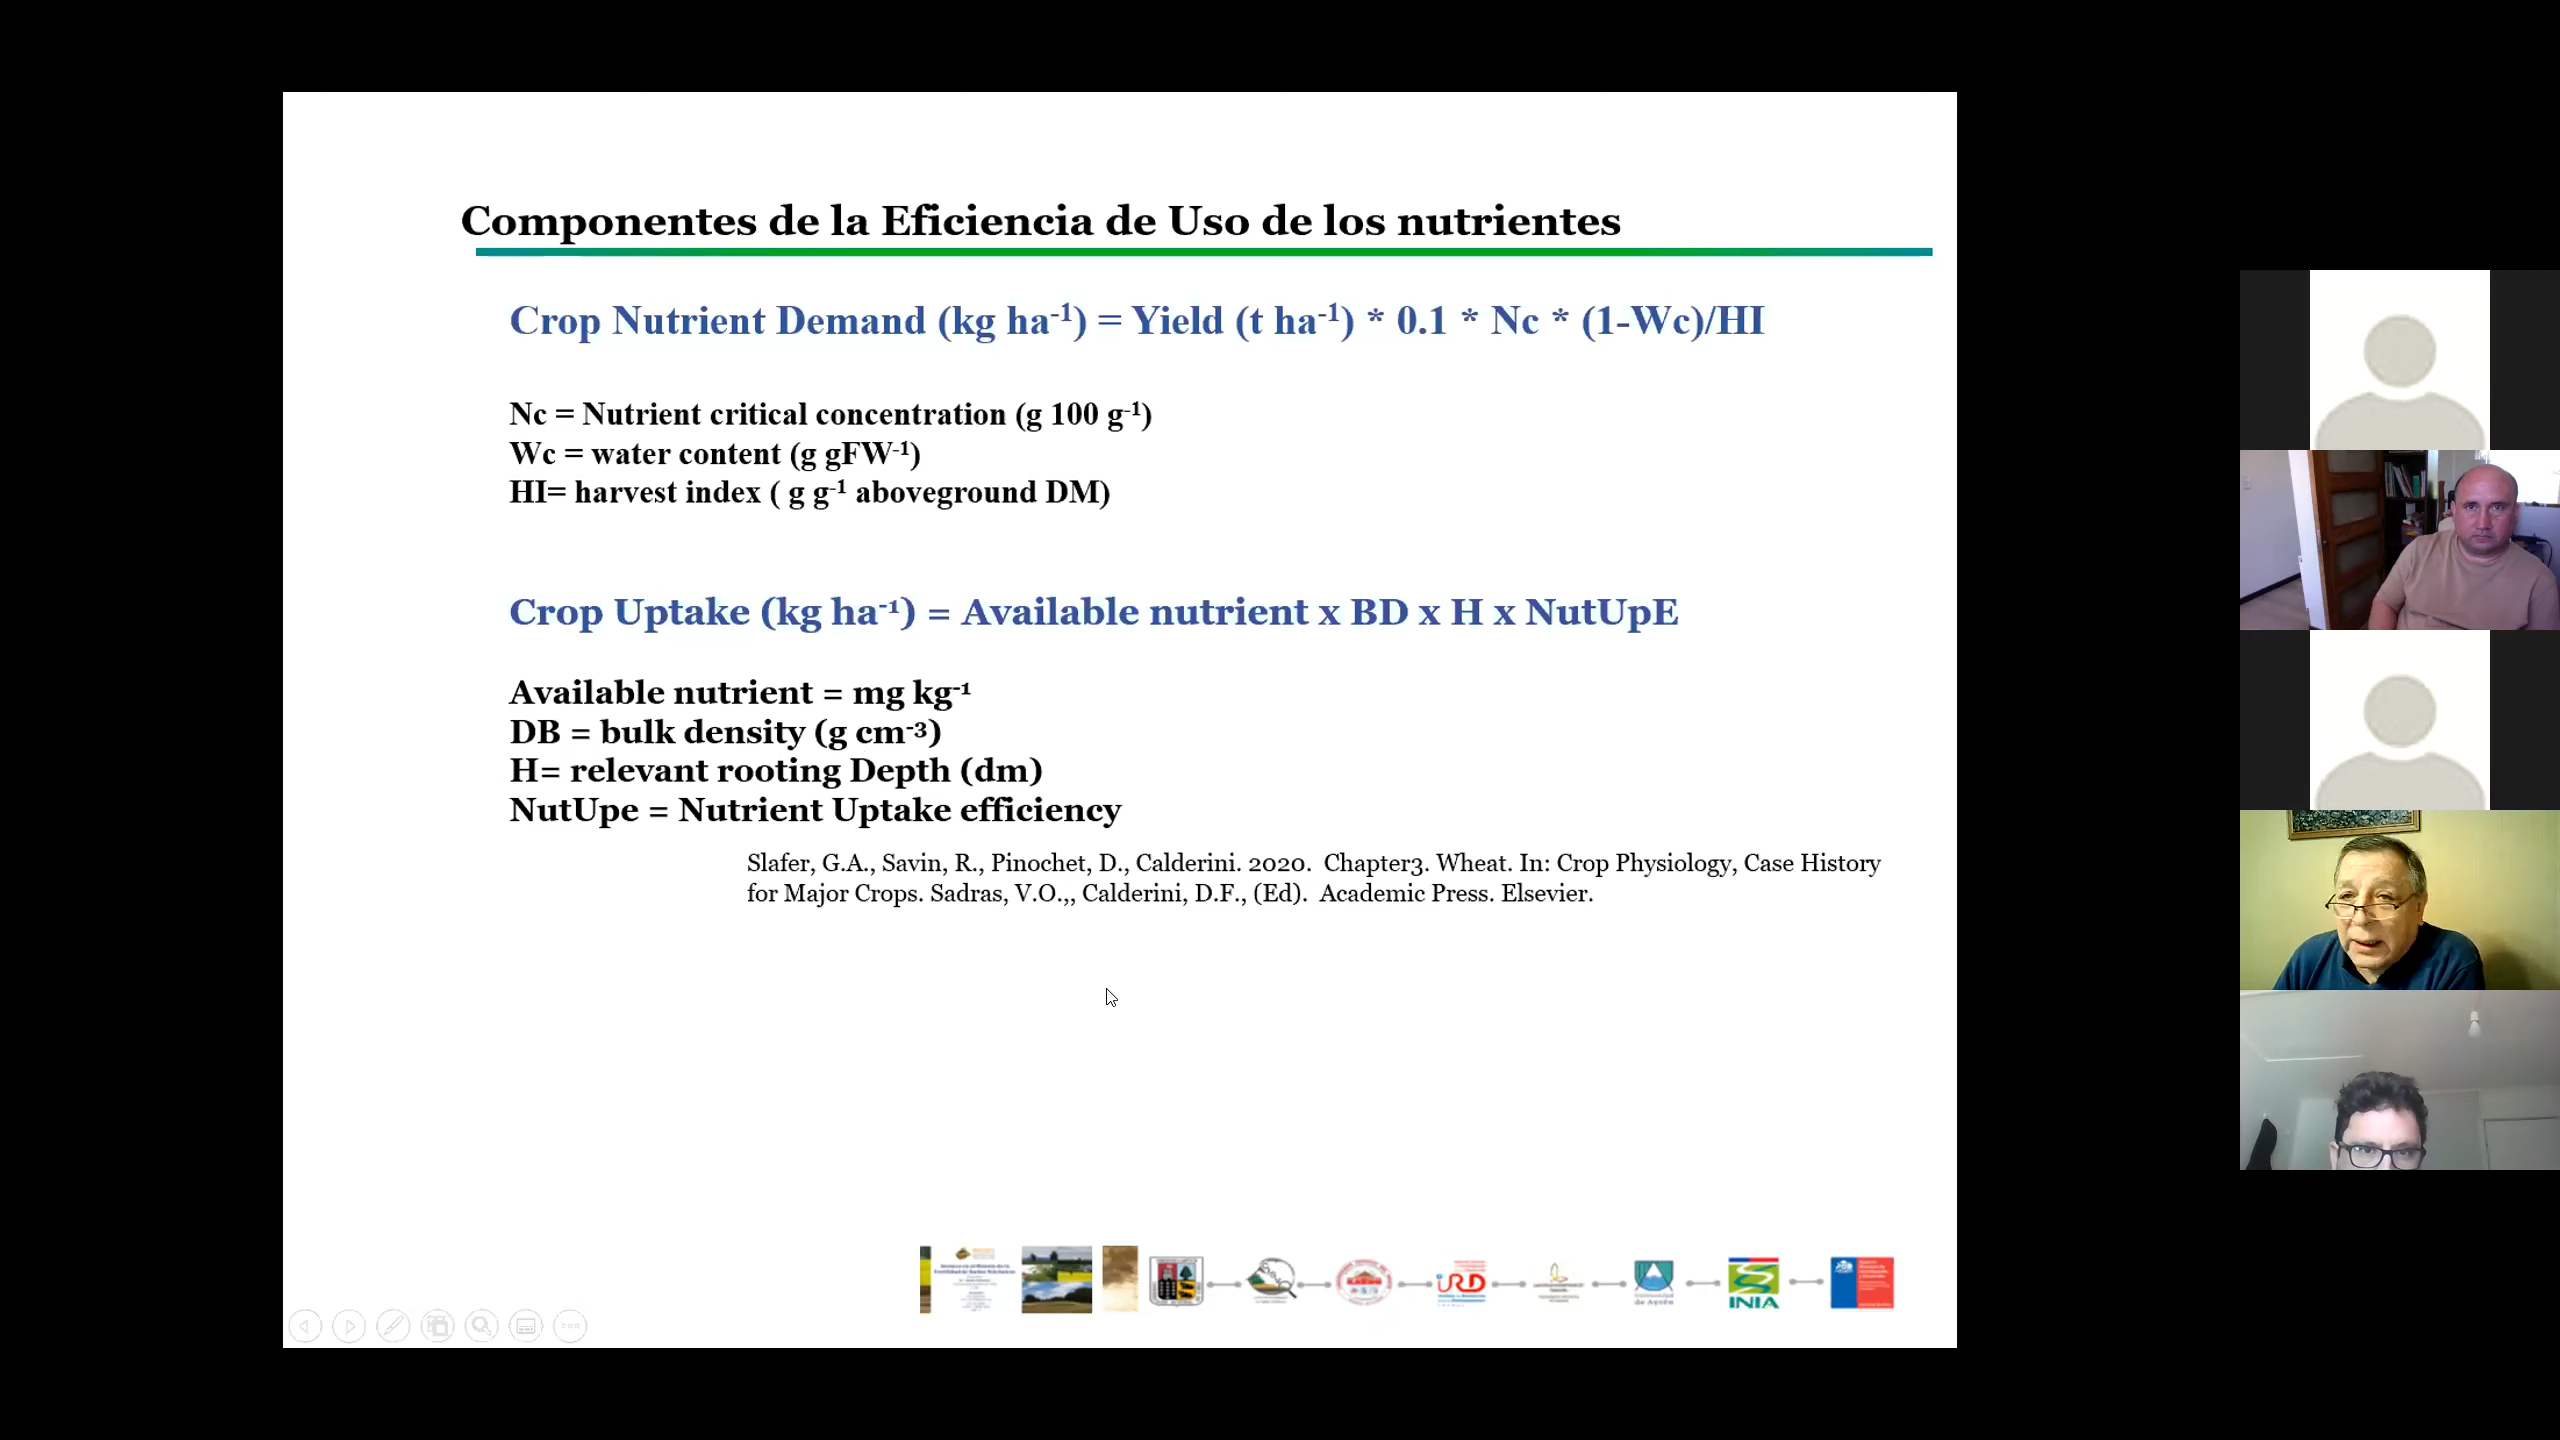 Componentes de la Eficiencia de Uso de los nutrientes
Crop Nutrient Demand (kg ha⁻¹) = Yield (t ha⁻¹) * 0.1 * Nc * (1-Wc)/HI
Nc = Nutrient critical concentration (g 100 g⁻¹)
Wc = water content (g gFW⁻¹)
HI= harvest index ( g g⁻¹ aboveground DM)
Crop Uptake (kg ha⁻¹) = Available nutrient x BD x H x NutUpE
Available nutrient = mg kg⁻¹
DB = bulk density (g cm⁻³)
H= relevant rooting Depth (dm)
NutUpe = Nutrient Uptake efficiency
Slafer, G.A., Savin, R., Pinochet, D., Calderini. 2020. Chapter3. Wheat. In: Crop Physiology, Case History
for Major Crops. Sadras, V.O.,, Calderini, D.F., (Ed). Academic Press. Elsevier.
iRD
INIA